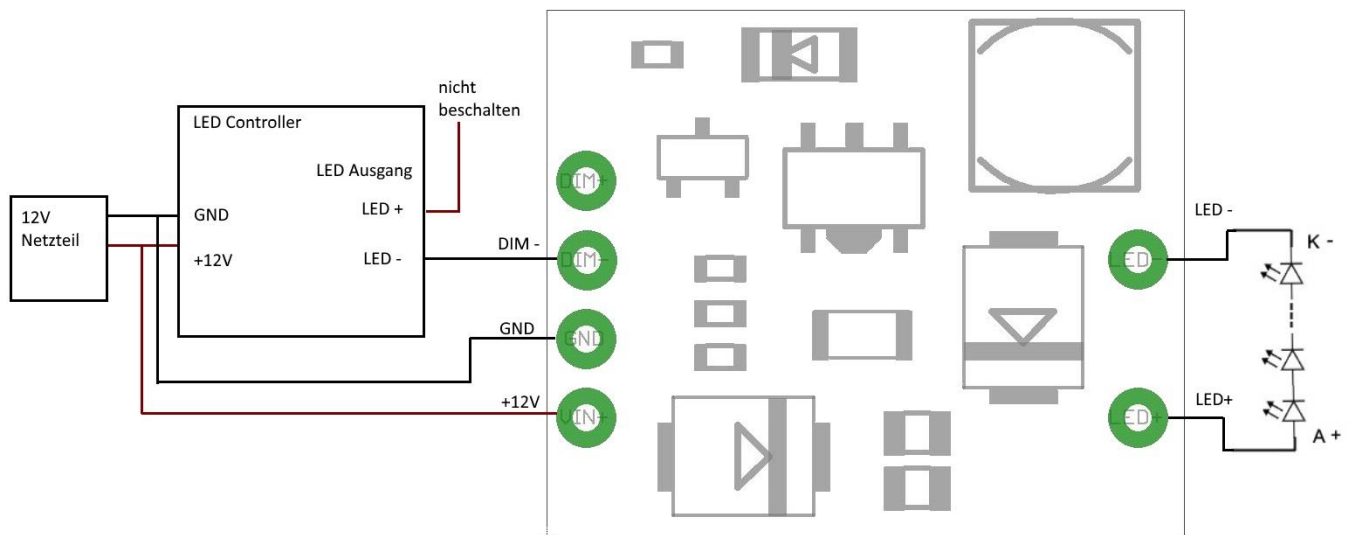 nicht
beschalten
LED Controller
LED Ausgang
12V
Netzteil
GND
+12V
LED +
LED -
DIM -
GND
+12V
DIM+
DIM-
GND
VIN+
LED-
LED+
LED -
LED+
K -
A +